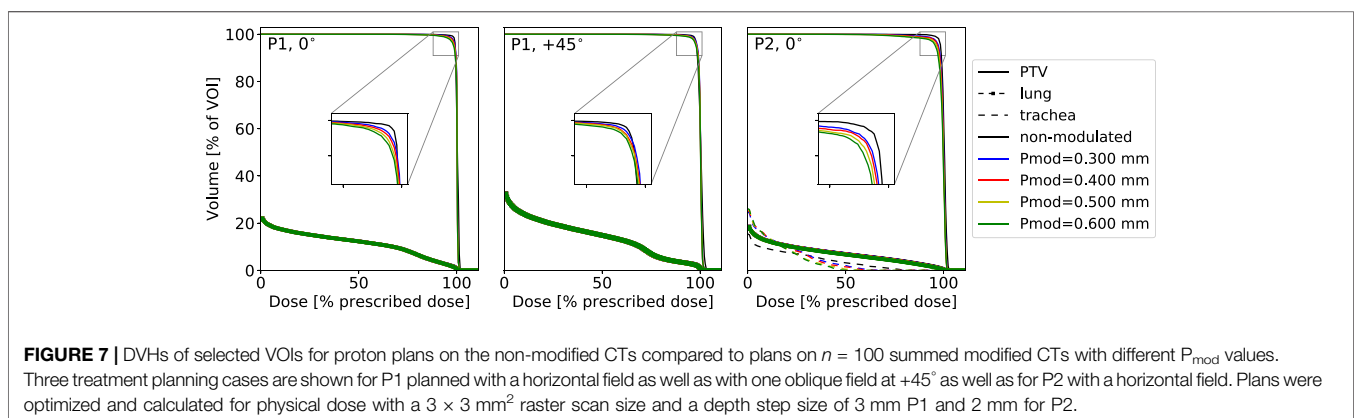 P1, 0°
P1, +45°
P2, 0°
100
80
60
40
20
0
Volume [% of VOI]
0 50 100
0 50 100
0 50 100
Dose [% prescribed dose]
Dose [% prescribed dose]
Dose [% prescribed dose]
PTV
lung
trachea
non-modulated
Pmod=0.300 mm
Pmod=0.400 mm
Pmod=0.500 mm
Pmod=0.600 mm
FIGURE 7 | DVHs of selected VOIs for proton plans on the non-modified CTs compared to plans on n = 100 summed modified CTs with different Pmod values.
Three treatment planning cases are shown for P1 planned with a horizontal field as well as with one oblique field at +45° as well as for P2 with a horizontal field. Plans were
optimized and calculated for physical dose with a 3 × 3 mm² raster scan size and a depth step size of 3 mm P1 and 2 mm for P2.